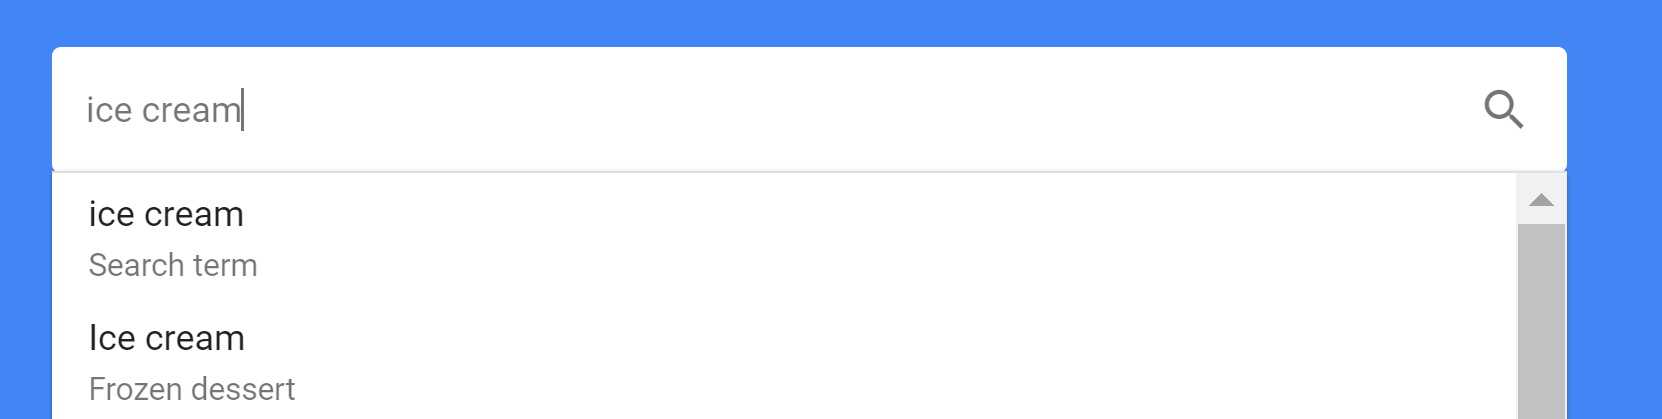 ice cream
ice cream
Search term
Ice cream
Frozen dessert